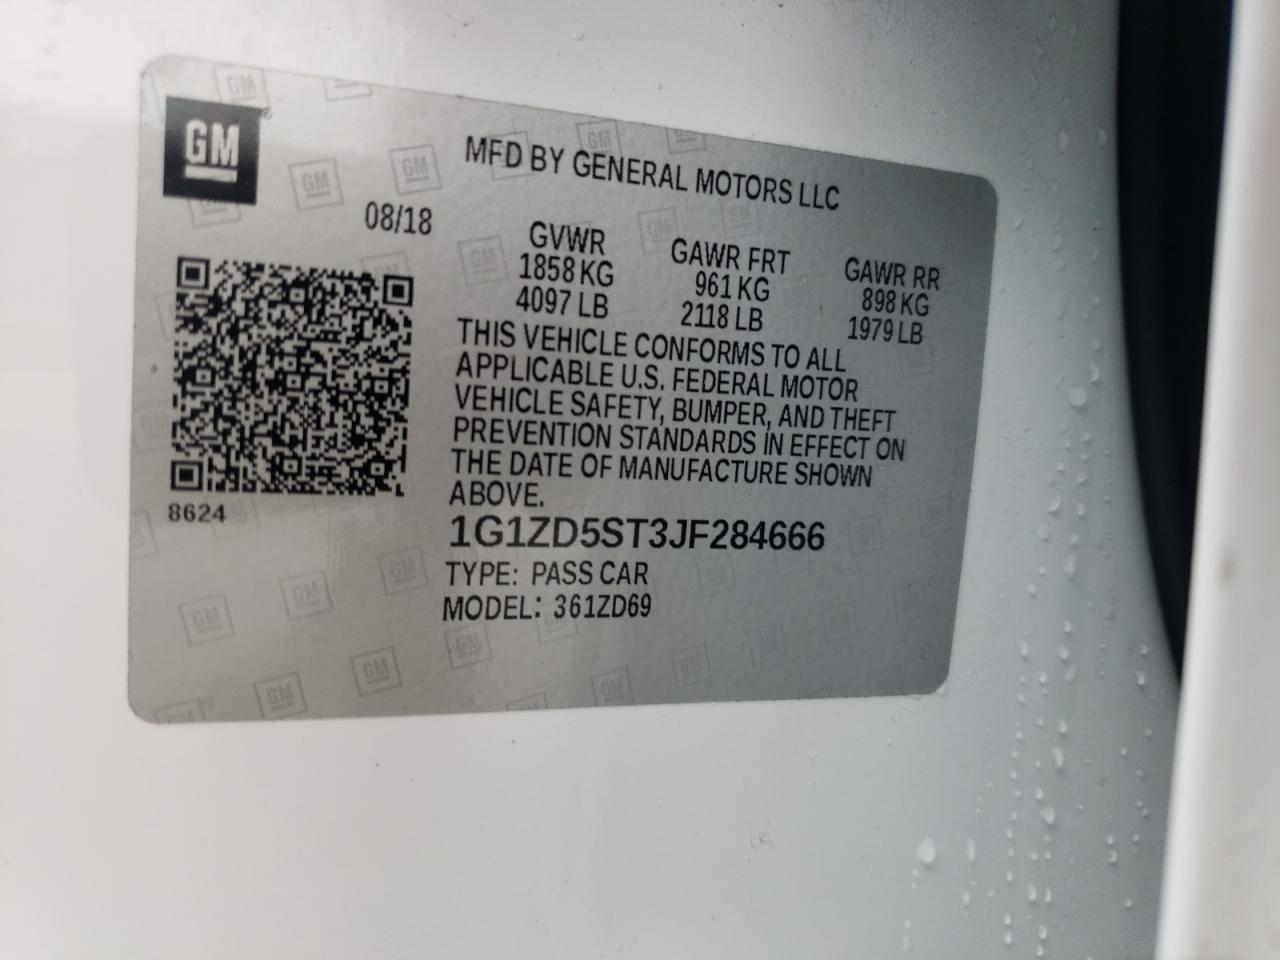 GM
MFD BY GENERAL MOTORS LLC
08/18
GVWR
1858 KG
4097 LB
GAWR FRT
961 KG
2118 LB
GAWR RR
898 KG
1979 LB
THIS VEHICLE CONFORMS TO ALL
APPLICABLE U.S. FEDERAL MOTOR
VEHICLE SAFETY, BUMPER, AND THEFT
PREVENTION STANDARDS IN EFFECT ON
THE DATE OF MANUFACTURE SHOWN
ABOVE.
8624
1G1ZD5ST3JF284666
TYPE: PASS CAR
MODEL: 361ZD69